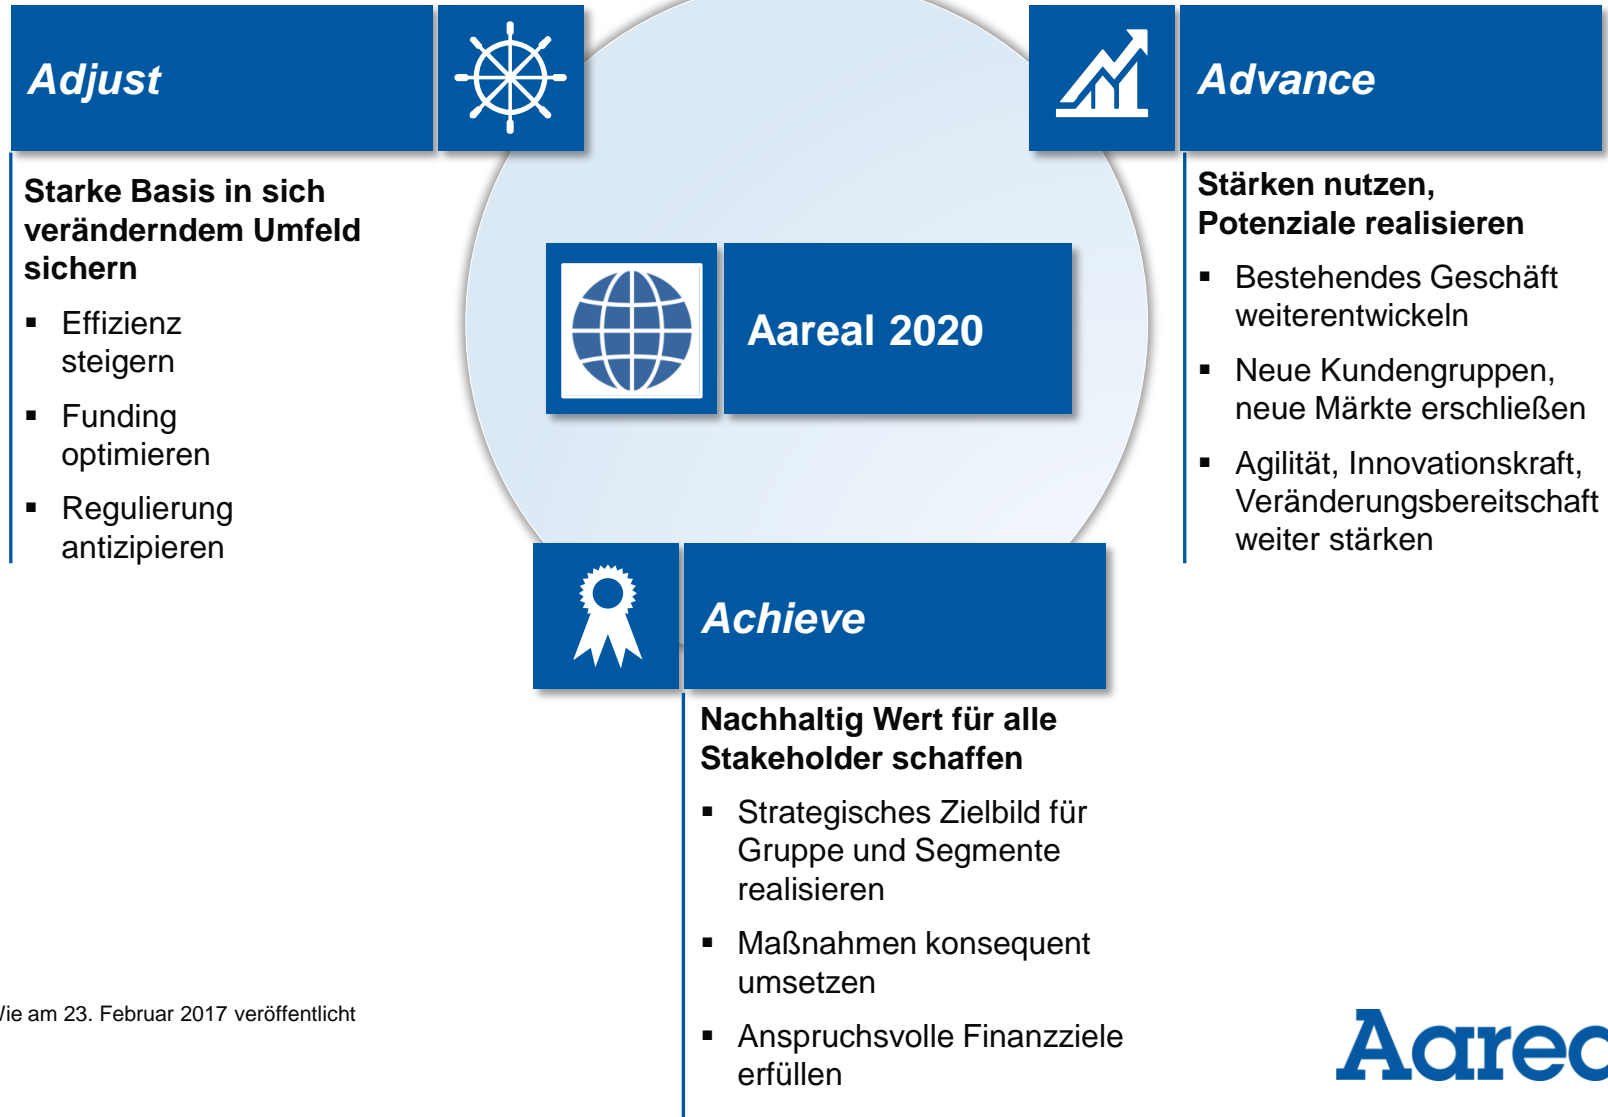 Adjust
Starke Basis in sich
veränderndem Umfeld
sichern
▪ Effizienz
steigern
▪ Funding
optimieren
▪ Regulierung
antizipieren
Aareal 2020
Advance
Stärken nutzen,
Potenziale realisieren
▪ Bestehendes Geschäft
weiterentwickeln
▪ Neue Kundengruppen,
neue Märkte erschließen
▪ Agilität, Innovationskraft,
Veränderungsbereitschaft
weiter stärken
Achieve
Nachhaltig Wert für alle
Stakeholder schaffen
▪ Strategisches Zielbild für
Gruppe und Segmente
realisieren
▪ Maßnahmen konsequent
umsetzen
▪ Anspruchsvolle Finanzziele
erfüllen
am 23. Februar 2017 veröffentlicht